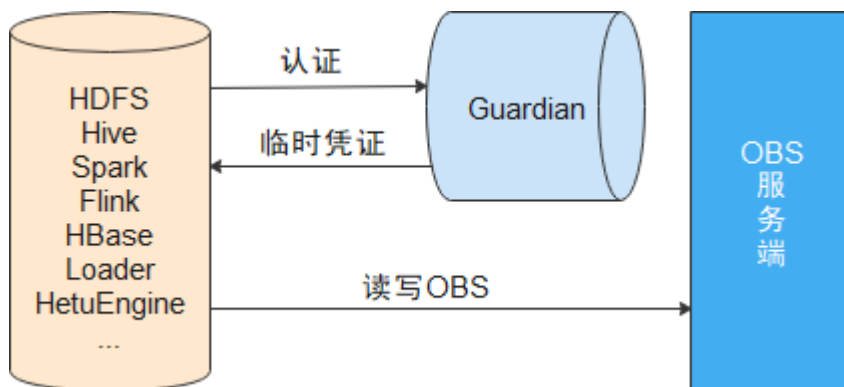 HDFS
Hive
Spark
Flink
HBase
Loader
HetuEngine
...
认证
临时凭证
Guardian
读写OBS
OBS
服
务
端